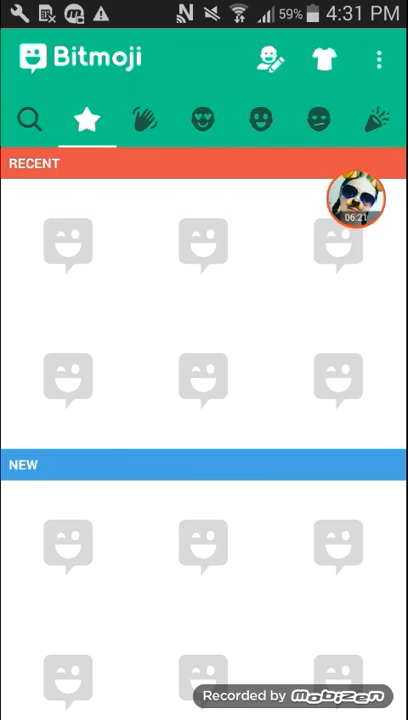 59% 4:31 PM
Bitmoji
RECENT
06:21
NEW
Recorded by mobizen